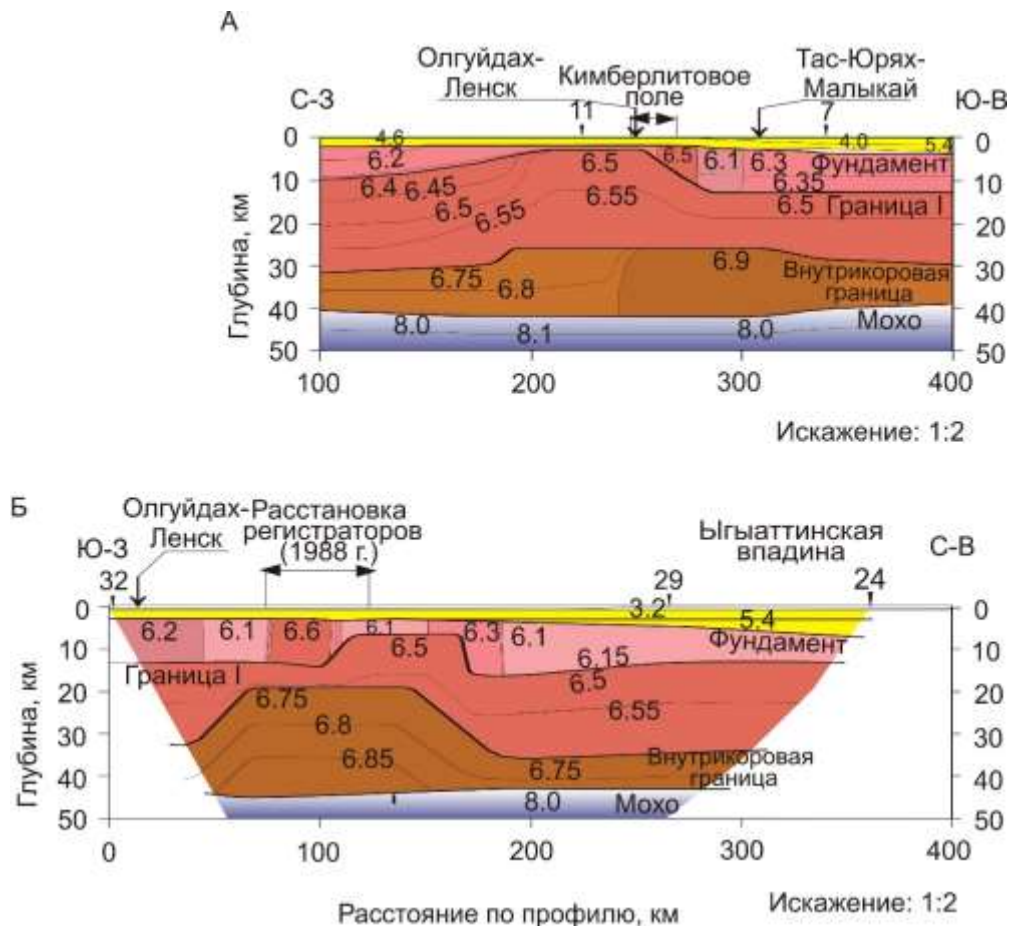 А
Олгуйдах-
Ленск
Кимберлитовое
поле
Тас-Юрях-
Малыкай
С-З
11
7
Ю-В
0
4.6
4.0
5.4
0
6.2
6.5
6.5
6.1
6.3
Фундамент
10
6.4
6.45
6.35
10
6.5
6.55
6.55
6.5
Граница I
20
20
30
6.75
6.8
6.9
Внутрикоровая
граница
30
40
8.0
8.1
8.0
Мохо
40
50
50
Глубина, км
100
200
300
400
Искажение: 1:2
Б
Олгуйдах-
Ленск
Расстановка
регистраторов
(1988 г.)
Ыгыаттинская
впадина
Ю-З
С-В
32
29
24
0
3.2
5.4
0
6.2
6.1
6.6
6.1
6.5
6.3
6.1
Фундамент
10
6.15
10
Граница I
6.5
20
6.75
6.55
20
30
6.8
30
6.85
6.75
Внутрикоровая
граница
40
8.0
Мохо
40
50
50
Глубина, км
0
100
200
300
400
Расстояние по профилю, км
Искажение: 1:2